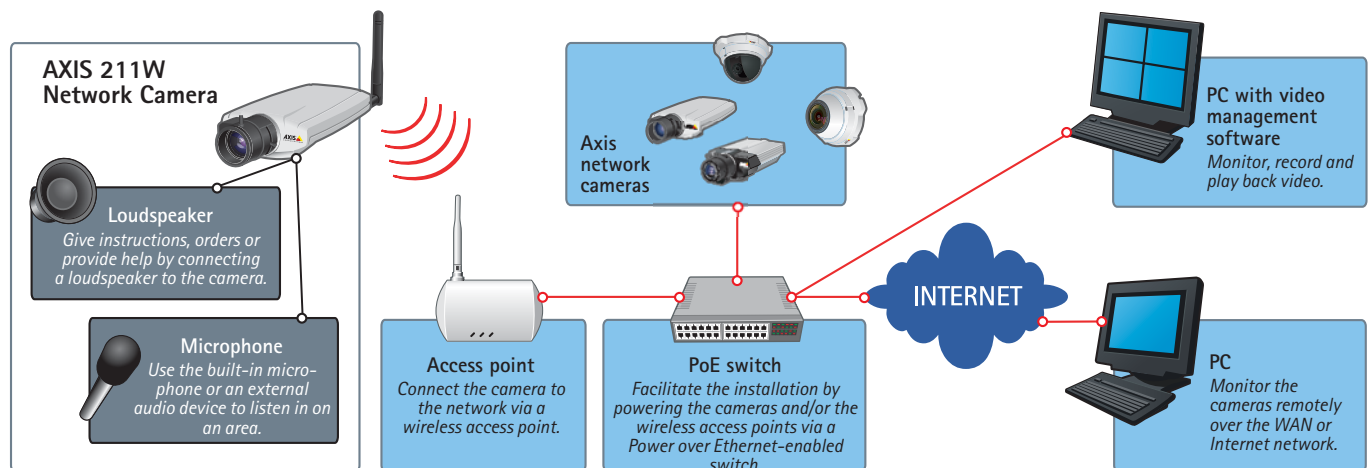 AXIS 211W
Network Camera
AXIS
Loudspeaker
Give instructions, orders or
provide help by connecting
a loudspeaker to the camera.
Microphone
Use the built-in micro-
phone or an external
audio device to listen in on
an area.
Access point
Connect the camera to
the network via a
wireless access point.
Axis
network
cameras
PoE switch
Facilitate the installation by
powering the cameras and/or the
wireless access points via a
Power over Ethernet-enabled
switch
INTERNET
PC with video
management
software
Monitor, record and
play back video.
PC
Monitor the
cameras remotely
over the WAN or
Internet network.